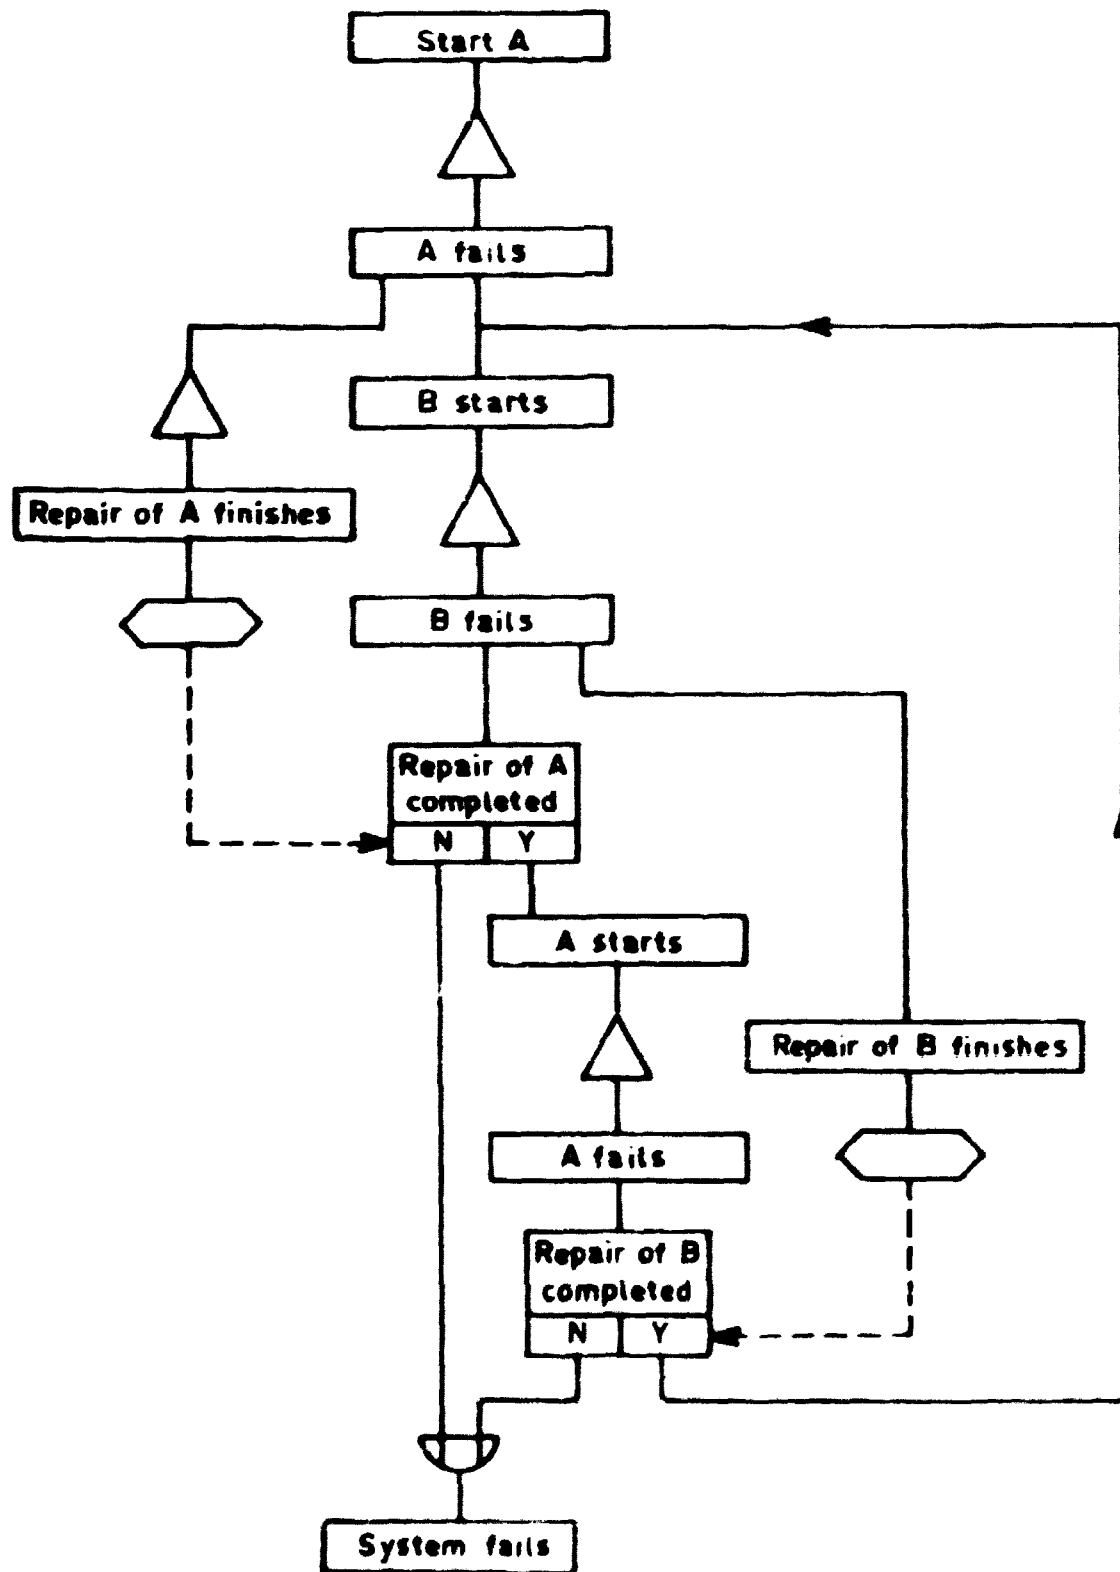 Start A
A fails
B starts
Repair of A finishes
B fails
Repair of A
completed
N Y
A starts
Repair of B finishes
A fails
Repair of B
completed
N Y
System fails